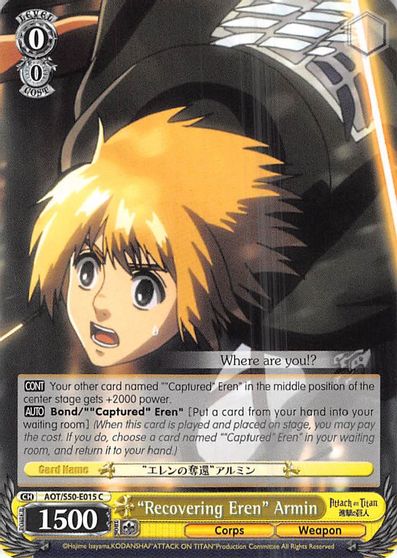 LEVEL
0
0
COST
Where are you!?
CONT Your other card named ""Captured" Eren" in the middle position of the
center stage gets +2000 power.
AUTO Bond/""Captured" Eren" [Put a card from your hand into your
waiting room] (When this card is played and placed on stage, you may pay
the cost. If you do, choose a card named ""Captured" Eren" in your waiting room,
and return it to your hand.)
Card Name "エレンの奪還"アルミン
CH AOT/S50-E015 C
"Recovering Eren" Armin
Attack on Titan
進撃の巨人
POWER
1500
SOUL
Corps Weapon
©Hajime Isayama,KODANSHA/"ATTACK ON TITAN"Production Committee. All Rights Reserved.